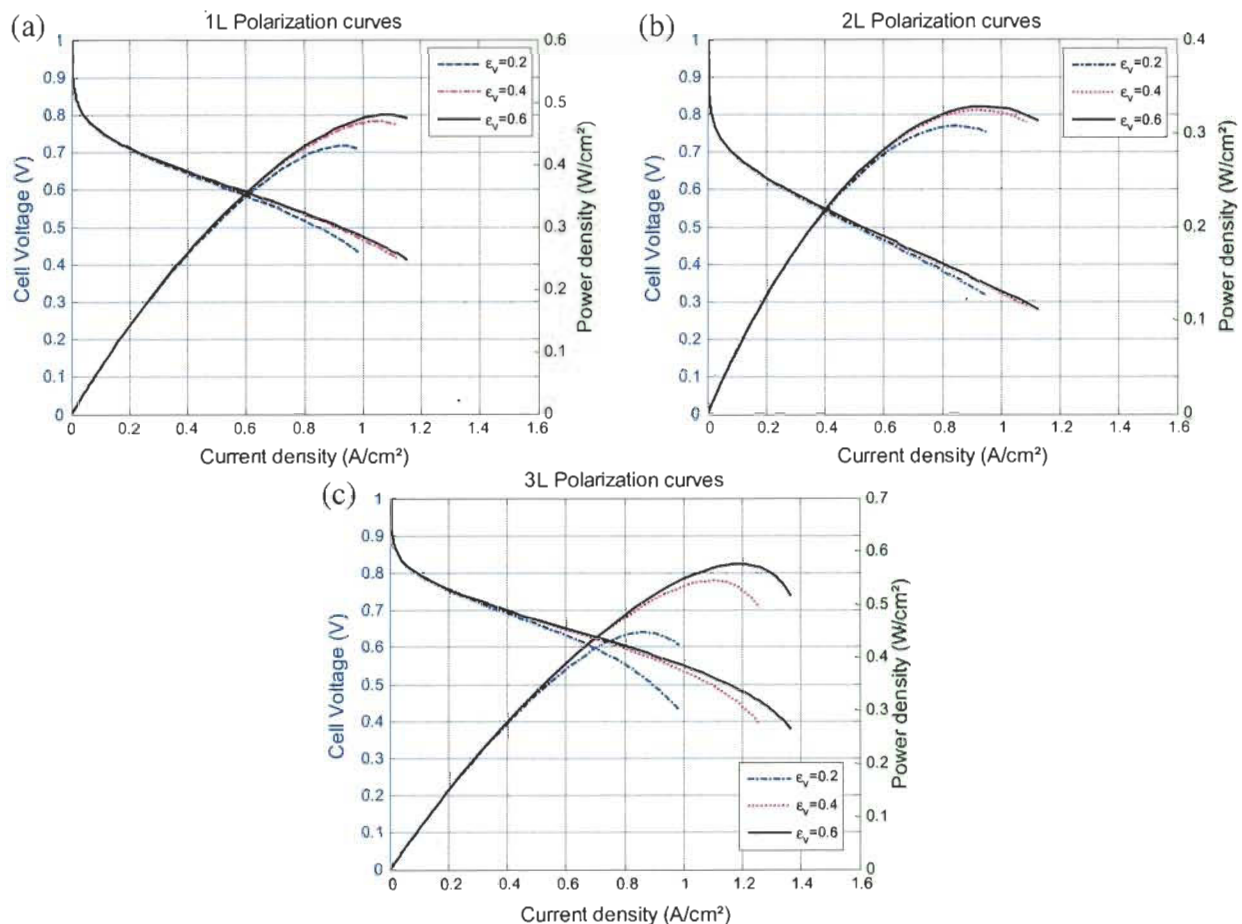 (a)
1L Polarization curves
1
0.9
0.8
0.7
0.6
0.5
0.4
0.3
0.2
0.1
0
Cell Voltage (V)
0.6
0.5
0.4
0.3
0.2
0.1
0
Power density (W/cm²)
εᵥ=0.2
εᵥ=0.4
εᵥ=0.6
0 0.2 0.4 0.6 0.8 1 1.2 1.4 1.6
Current density (A/cm²)
(b)
2L Polarization curves
1
0.9
0.8
0.7
0.6
0.5
0.4
0.3
0.2
0.1
0
Cell Voltage (V)
0.4
0.3
0.2
0.1
0
Power density (W/cm²)
εᵥ=0.2
εᵥ=0.4
εᵥ=0.6
0 0.2 0.4 0.6 0.8 1 1.2 1.4 1.6
Current density (A/cm²)
(c)
3L Polarization curves
1
0.9
0.8
0.7
0.6
0.5
0.4
0.3
0.2
0.1
0
Cell Voltage (V)
0.7
0.6
0.5
0.4
0.3
0.2
0.1
0
Power density (W/cm²)
εᵥ=0.2
εᵥ=0.4
εᵥ=0.6
0 0.2 0.4 0.6 0.8 1 1.2 1.4 1.6
Current density (A/cm²)